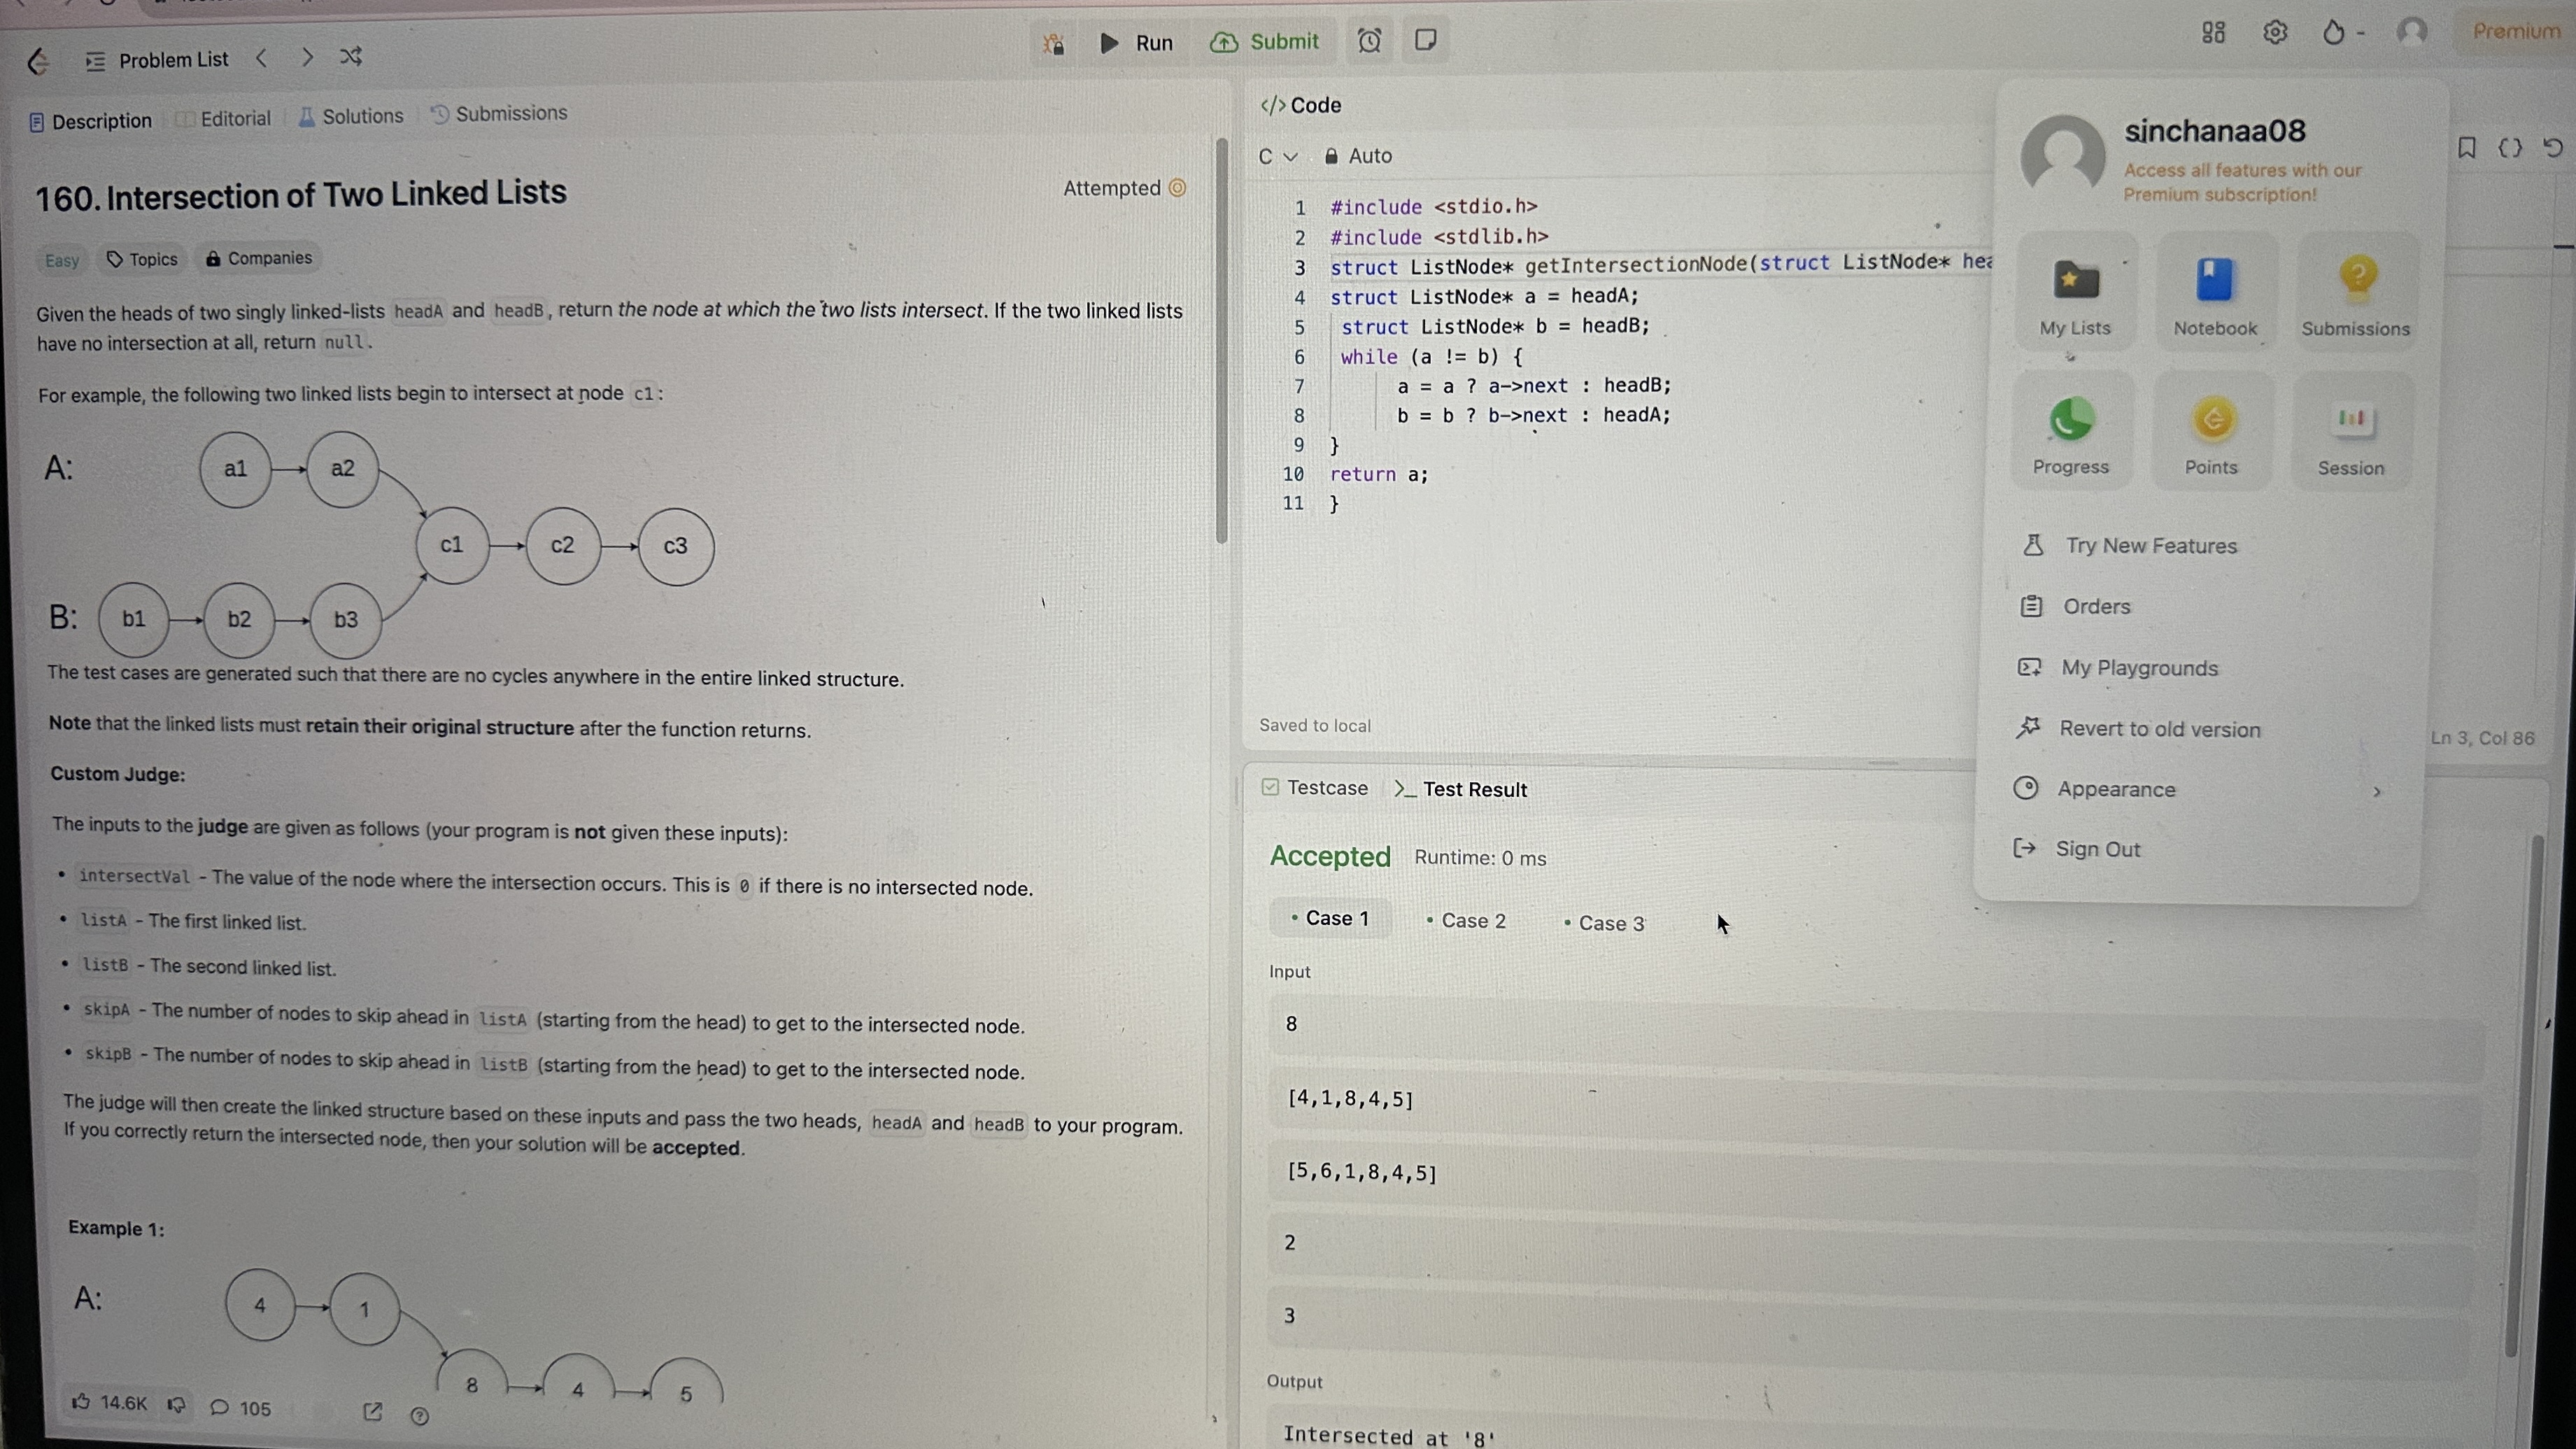 Problem List
Run
Submit
Premium
Description
Editorial
Solutions
Submissions
160. Intersection of Two Linked Lists
Attempted
Easy
Topics
Companies
Given the heads of two singly linked-lists headA and headB, return the node at which the two lists intersect. If the two linked lists
have no intersection at all, return null.
For example, the following two linked lists begin to intersect at node c1:
A:
a1
a2
c1
c2
c3
B:
b1
b2
b3
The test cases are generated such that there are no cycles anywhere in the entire linked structure.
Note that the linked lists must retain their original structure after the function returns.
Custom Judge:
The inputs to the judge are given as follows (your program is not given these inputs):
• intersectVal - The value of the node where the intersection occurs. This is 0 if there is no intersected node.
• listA - The first linked list.
• listB - The second linked list.
• skipA - The number of nodes to skip ahead in listA (starting from the head) to get to the intersected node.
• skipB - The number of nodes to skip ahead in listB (starting from the head) to get to the intersected node.
The judge will then create the linked structure based on these inputs and pass the two heads, headA and headB to your program.
If you correctly return the intersected node, then your solution will be accepted.
Example 1:
A:
4
1
8
4
5
14.6K
105
</> Code
C
Auto
1 #include <stdio.h>
2 #include <stdlib.h>
3 struct ListNode* getIntersectionNode(struct ListNode* hea
4 struct ListNode* a = headA;
5 struct ListNode* b = headB;
6 while (a != b) {
7 a = a ? a->next : headB;
8 b = b ? b->next : headA;
9 }
10 return a;
11 }
Saved to local
Ln 3, Col 86
Testcase
>_ Test Result
Accepted
Runtime: 0 ms
• Case 1
• Case 2
• Case 3
Input
8
[4,1,8,4,5]
[5,6,1,8,4,5]
2
3
Output
Intersected at '8'
sinchanaa08
Access all features with our
Premium subscription!
My Lists
Notebook
Submissions
Progress
Points
Session
Try New Features
Orders
My Playgrounds
Revert to old version
Appearance
Sign Out